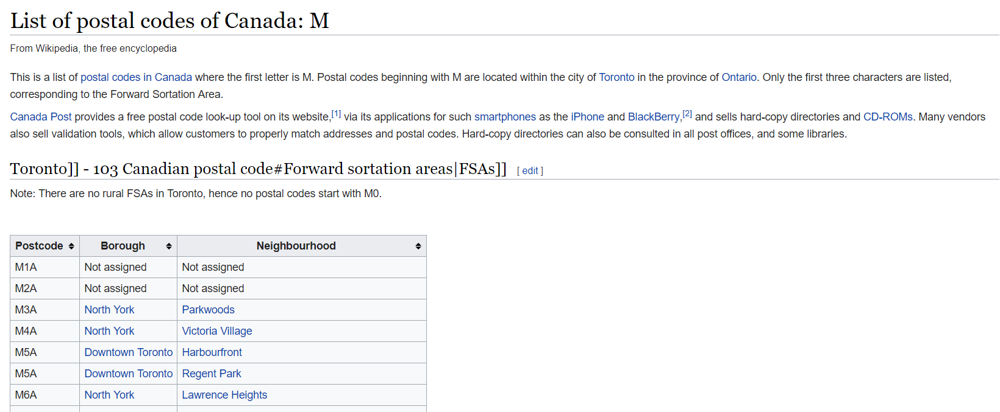 List of postal codes of Canada: M
From Wikipedia, the free encyclopedia
This is a list of postal codes in Canada where the first letter is M. Postal codes beginning with M are located within the city of Toronto in the province of Ontario. Only the first three characters are listed,
corresponding to the Forward Sortation Area.
Canada Post provides a free postal code look-up tool on its website,[1] via its applications for such smartphones as the iPhone and BlackBerry,[2] and sells hard-copy directories and CD-ROMs. Many vendors
also sell validation tools, which allow customers to properly match addresses and postal codes. Hard-copy directories can also be consulted in all post offices, and some libraries.
Toronto]] - 103 Canadian postal code#Forward sortation areas|FSAs]] [ edit ]
Note: There are no rural FSAs in Toronto, hence no postal codes start with M0.
Postcode Borough Neighbourhood
M1A Not assigned Not assigned
M2A Not assigned Not assigned
M3A North York Parkwoods
M4A North York Victoria Village
M5A Downtown Toronto Harbourfront
M5A Downtown Toronto Regent Park
M6A North York Lawrence Heights